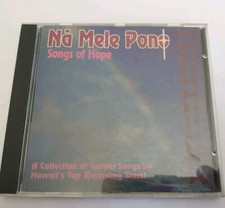 Nā Mele Pono
Songs of Hope
A Collection of Gospel Songs by
Hawaii's Top Recording Stars!